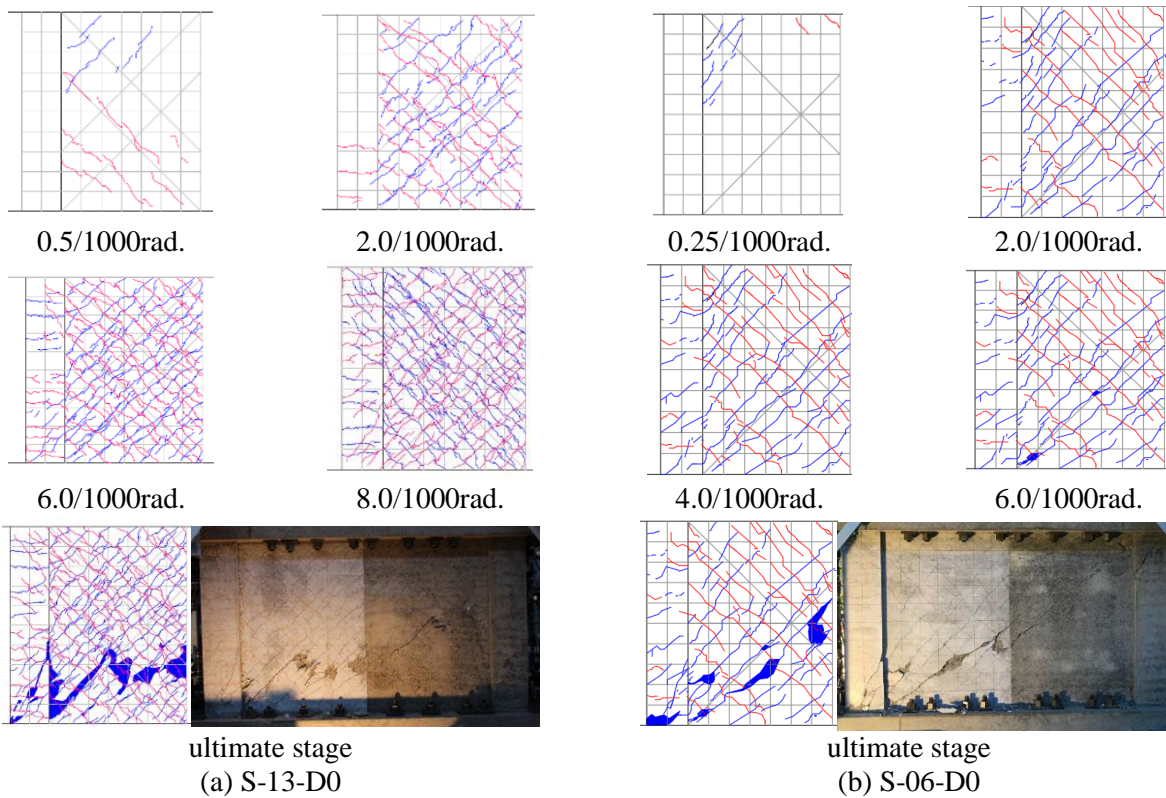 0.5/1000rad.
2.0/1000rad.
0.25/1000rad.
2.0/1000rad.
6.0/1000rad.
8.0/1000rad.
4.0/1000rad.
6.0/1000rad.
ultimate stage
(a) S-13-D0
ultimate stage
(b) S-06-D0